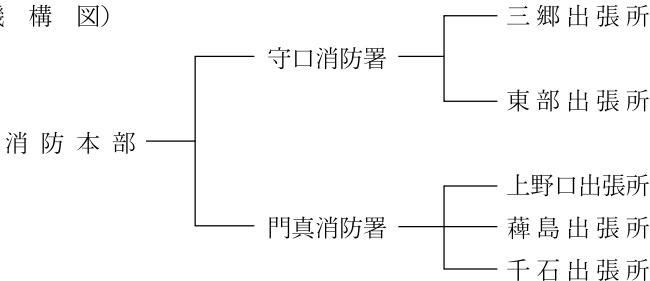 構 図）
三郷出張所
守口消防署
東部出張所
消防本部
上野口出張所
門真消防署
薭島出張所
千石出張所